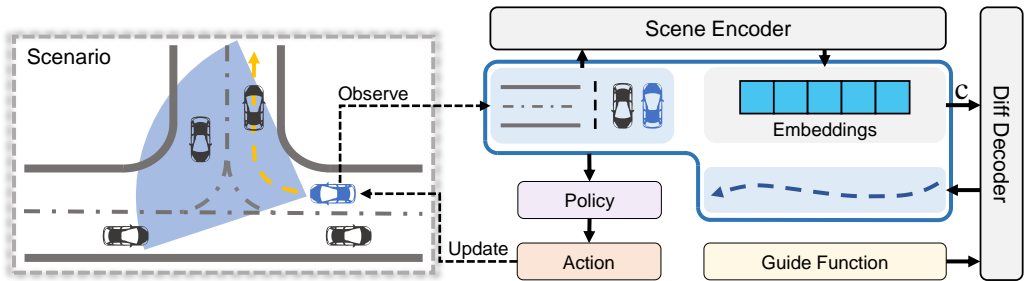 Scenario
Observe
Update
Scene Encoder
Embeddings
C
Diff Decoder
Policy
Action
Guide Function